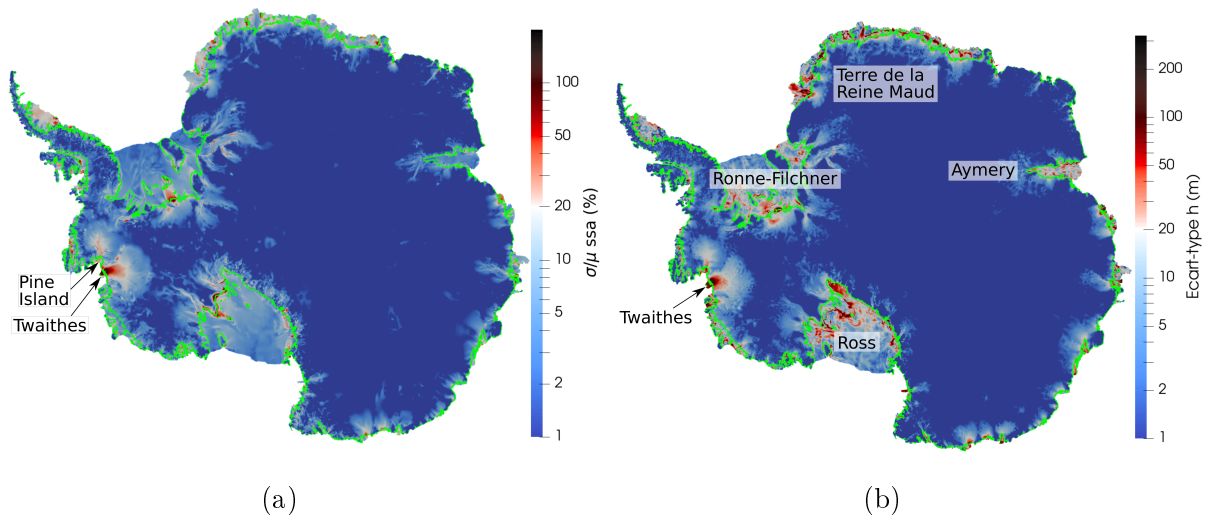 100
50
20
10
5
2
1
σ/μ ssa (%)
Pine
Island
Twaithes
(a)
Terre de la
Reine Maud
Ronne-Filchner
Aymery
Twaithes
Ross
200
100
50
20
10
5
2
1
Ecart-type h (m)
(b)